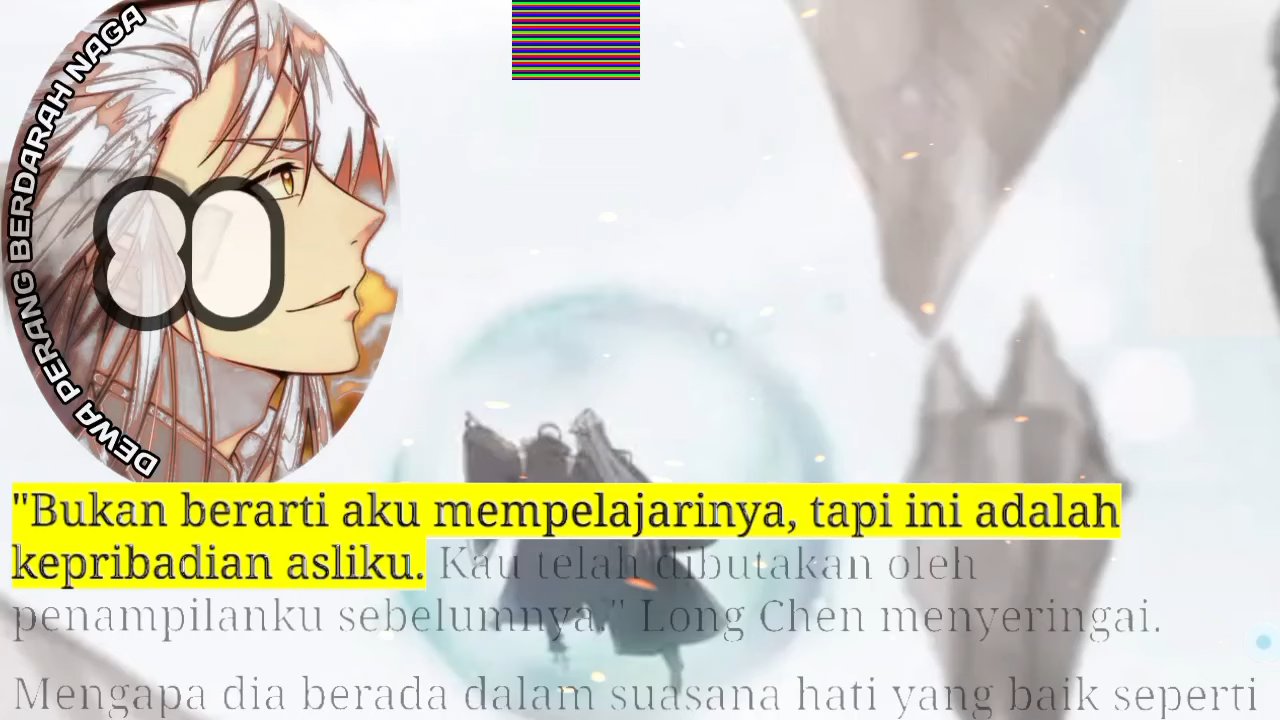 DEWA PERANG BERDARAH NAGA
80
"Bukan berarti aku mempelajarinya, tapi ini adalah
kepribadian asliku. Kau telah dibutakan oleh
penampilanku sebelumnya." Long Chen menyeringai.
Mengapa dia berada dalam suasana hati yang baik seperti